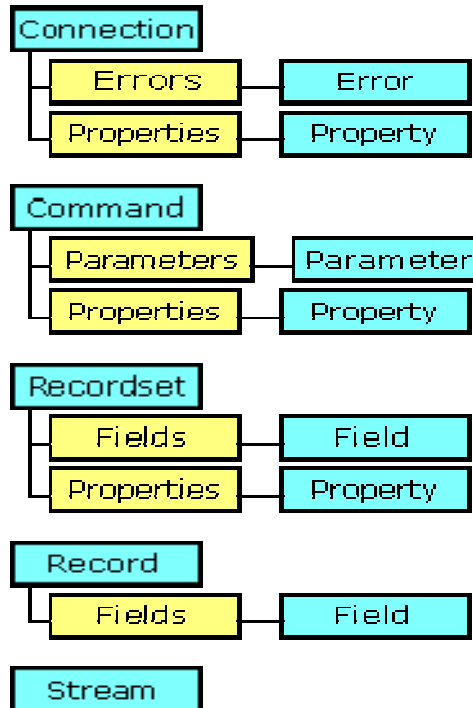 Connection
Errors Error
Properties Property
Command
Parameters Parameter
Properties Property
Recordset
Fields Field
Properties Property
Record
Fields Field
Stream